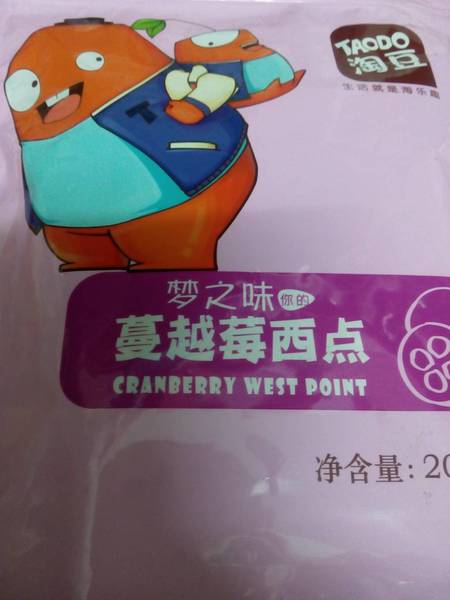 TAODO
淘豆
生活就是淘乐趣
T
梦之味 你的
蔓越莓西点
CRANBERRY WEST POINT
净含量: 20